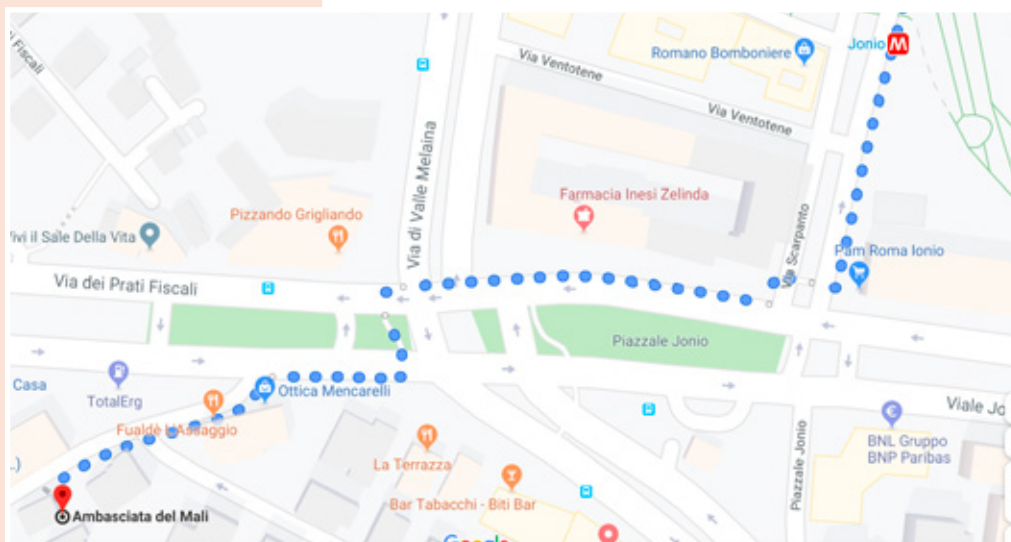 Jonio M
Romano Bomboniere
Via Ventotene
Via Ventotene
Via di Valle Melaina
Farmacia Inesi Zelinda
Pizzando Grigliando
Vivi il Sale Della Vita
Via Scarpanto
Pam Roma Ionio
Via dei Prati Fiscali
Piazzale Jonio
Casa
TotalErg
Ottica Mencarelli
Fualdè L'Assaggio
Viale Jo
BNL Gruppo
BNP Paribas
€
La Terrazza
Piazzale Jonio
Bar Tabacchi - Biti Bar
..)
Ambasciata del Mali
Google